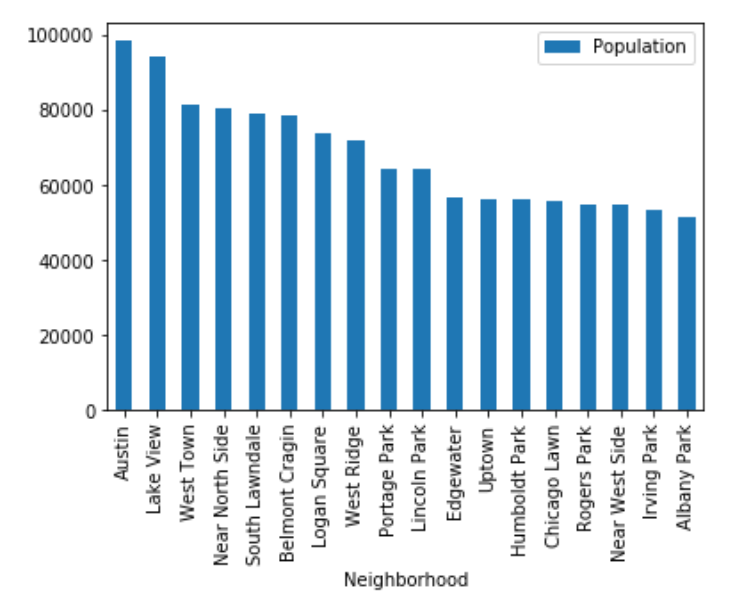 100000
80000
60000
40000
20000
0
Population
Austin
Lake View
West Town
Near North Side
South Lawndale
Belmont Cragin
Logan Square
West Ridge
Portage Park
Lincoln Park
Edgewater
Uptown
Humboldt Park
Chicago Lawn
Rogers Park
Near West Side
Irving Park
Albany Park
Neighborhood